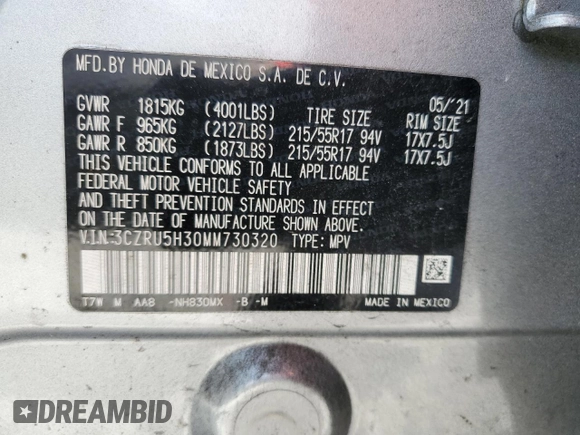 MFD.BY HONDA DE MEXICO S.A. DE C.V.
GVWR 1815KG (4001LBS) TIRE SIZE 05/'21 RIM SIZE
GAWR F 965KG (2127LBS) 215/55R17 94V 17X7.5J
GAWR R 850KG (1873LBS) 215/55R17 94V 17X7.5J
THIS VEHICLE CONFORMS TO ALL APPLICABLE
FEDERAL MOTOR VEHICLE SAFETY
AND THEFT PREVENTION STANDARDS IN EFFECT
ON THE DATE OF MANUFACTURE SHOWN ABOVE.
V.I.N:3CZRU5H30MM730320 TYPE: MPV
T7W M AA8 -NH830MX -B -M MADE IN MEXICO
DREAMBID